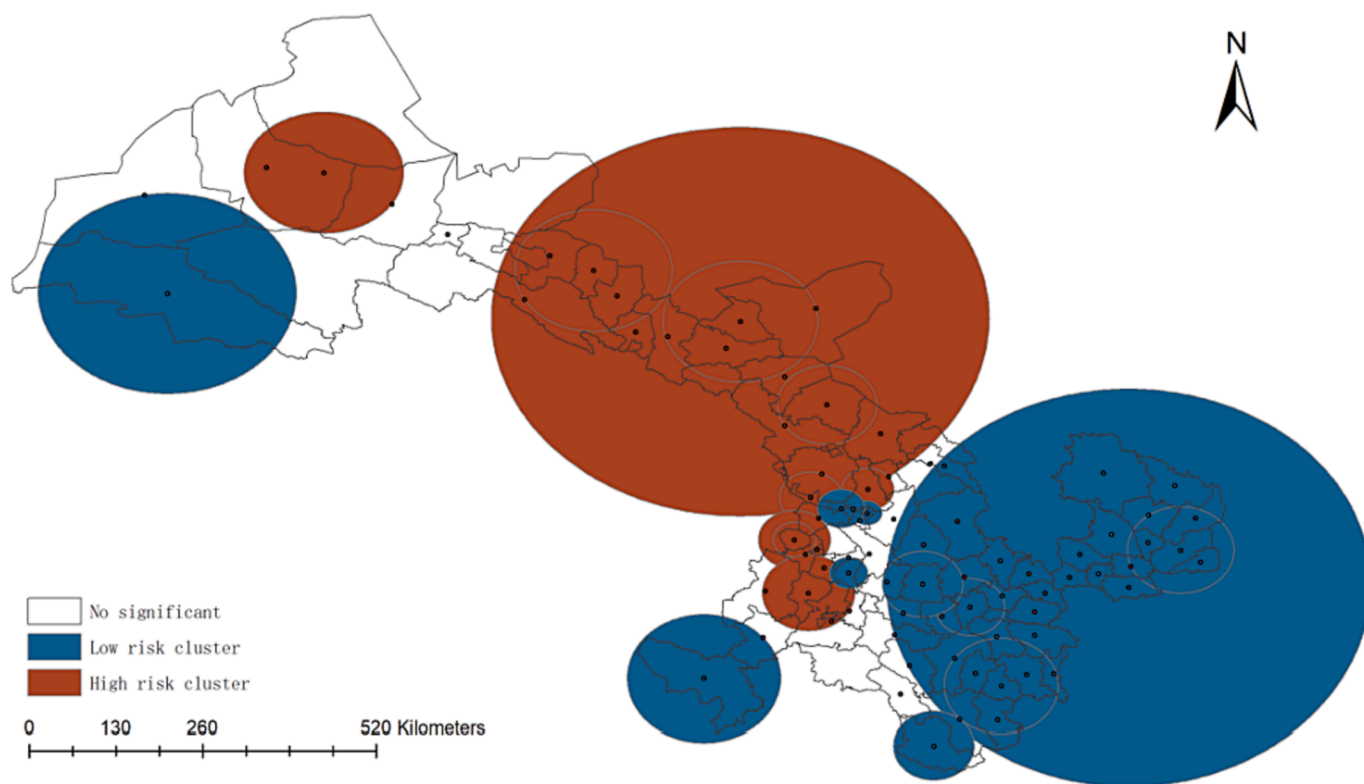 N
No significant
Low risk cluster
High risk cluster
0 130 260 520 Kilometers